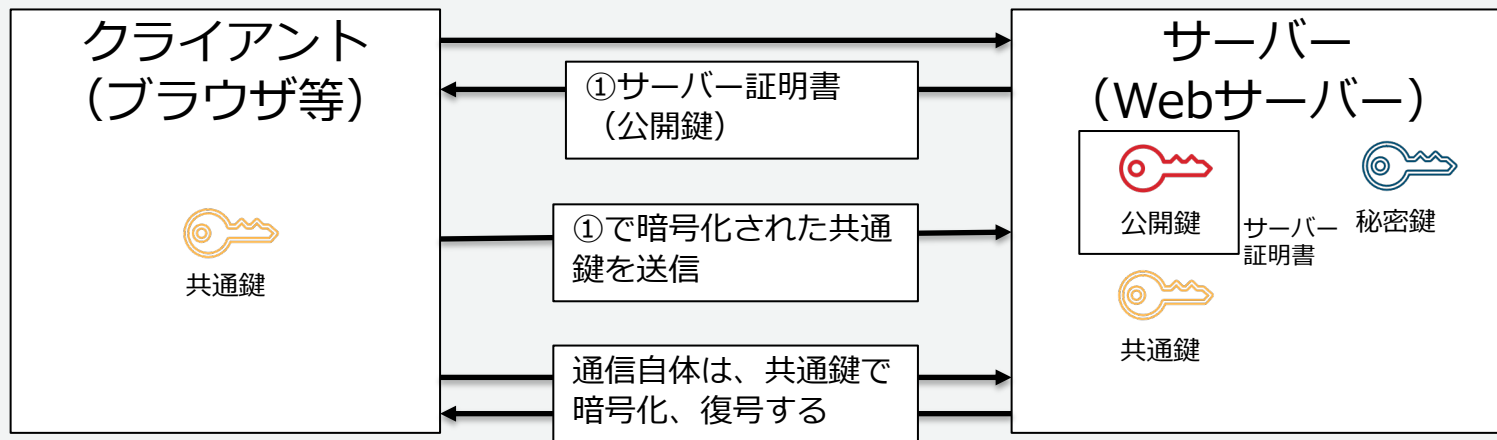 クライアント
（ブラウザ等）
サーバー
（Webサーバー）
①サーバー証明書
（公開鍵）
公開鍵
サーバー
証明書
秘密鍵
①で暗号化された共通
鍵を送信
共通鍵
共通鍵
通信自体は、共通鍵で
暗号化、復号する